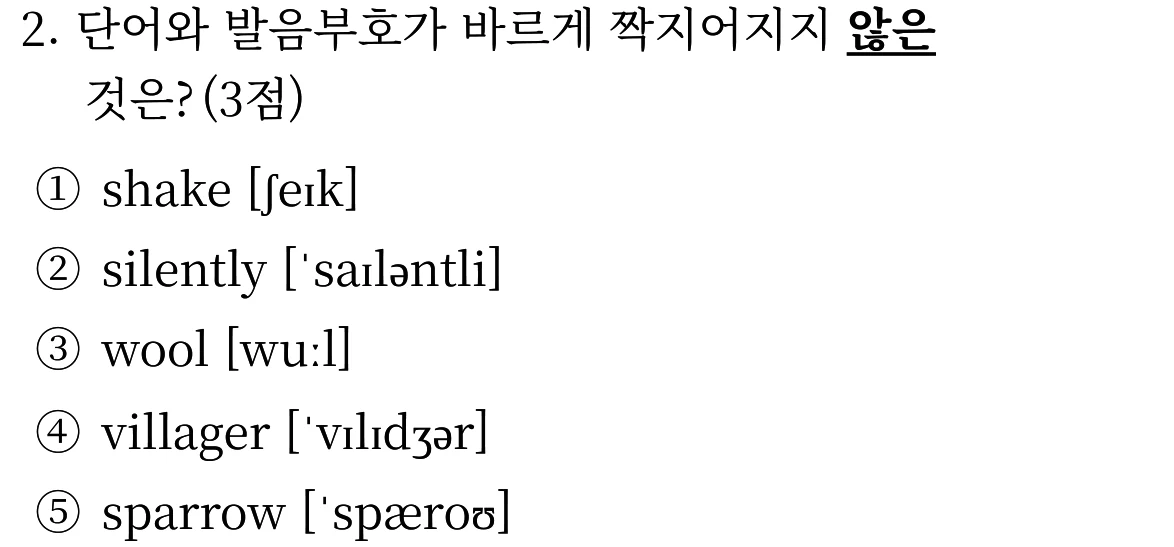 2. 단어와 발음부호가 바르게 짝지어지지 않은
것은?(3점)
① shake [ʃeɪk]
② silently [ˈsaɪləntli]
③ wool [wuːl]
④ villager [ˈvɪlɪdʒər]
⑤ sparrow [ˈspæroʊ]